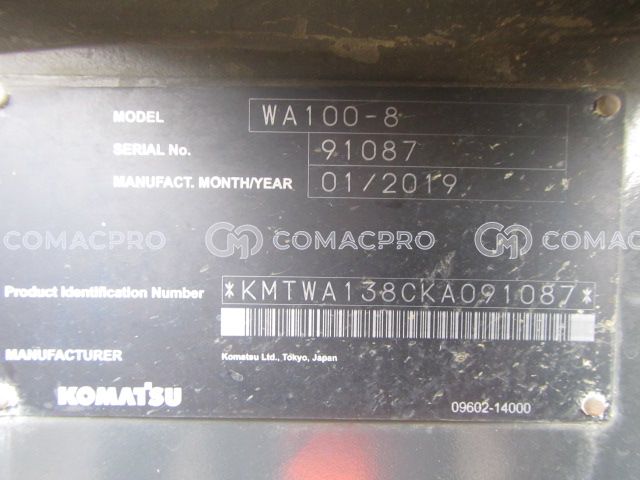 MODEL WA100-8
SERIAL No. 91087
MANUFACT. MONTH/YEAR 01/2019
COMACPRO COMACPRO COMACPRO
Product Identification Number *KMTWA138CKA091087*
MANUFACTURER Komatsu Ltd., Tokyo, Japan
KOMATSU 09602-14000